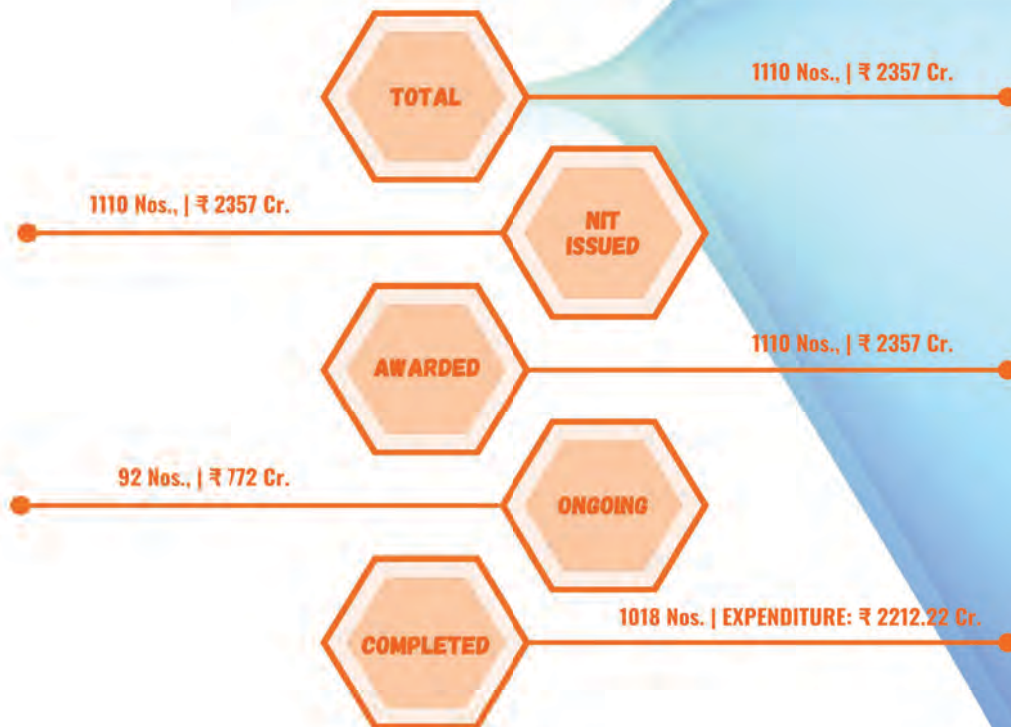 TOTAL
1110 Nos., | ₹ 2357 Cr.
1110 Nos., | ₹ 2357 Cr.
NIT
ISSUED
AWARDED
1110 Nos., | ₹ 2357 Cr.
92 Nos., | ₹ 772 Cr.
ONGOING
COMPLETED
1018 Nos. | EXPENDITURE: ₹ 2212.22 Cr.